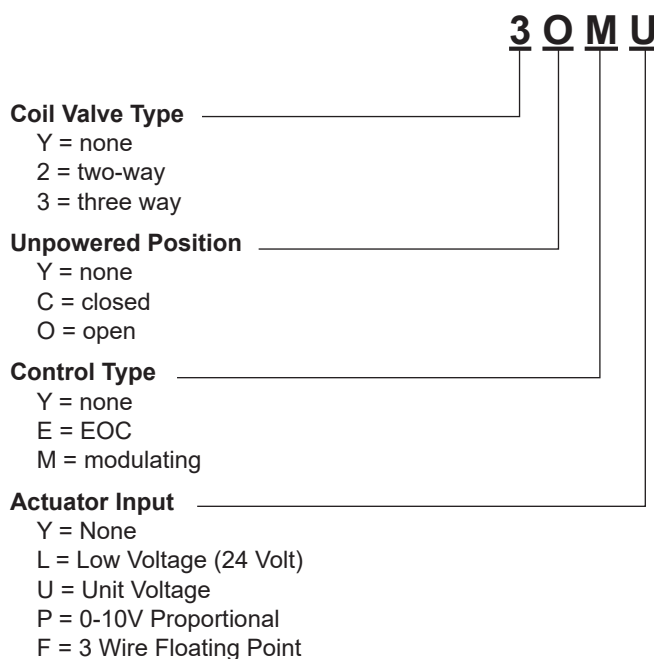 3 O M U
Coil Valve Type
Y = none
2 = two-way
3 = three way
Unpowered Position
Y = none
C = closed
O = open
Control Type
Y = none
E = EOC
M = modulating
Actuator Input
Y = None
L = Low Voltage (24 Volt)
U = Unit Voltage
P = 0-10V Proportional
F = 3 Wire Floating Point